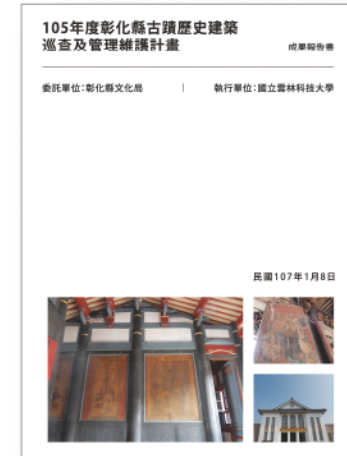 105年度彰化縣古蹟歷史建築
巡查及管理維護計畫
成果報告書
委託單位:彰化縣文化局 | 執行單位:國立雲林科技大學
民國107年1月8日